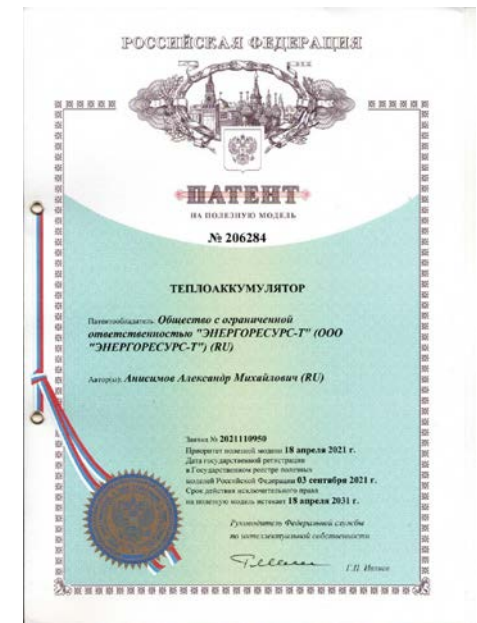 РОССИЙСКАЯ ФЕДЕРАЦИЯ
ПАТЕНТ
НА ПОЛЕЗНУЮ МОДЕЛЬ
№ 206284
ТЕПЛОАККУМУЛЯТОР
Патентообладатель: Общество с ограниченной
ответственностью "ЭНЕРГОРЕСУРС-Т" (ООО
"ЭНЕРГОРЕСУРС-Т") (RU)
Автор(ы): Анисимов Александр Михайлович (RU)
Заявка № 2021110950
Приоритет полезной модели 18 апреля 2021 г.
Дата государственной регистрации
в Государственном реестре полезных
моделей Российской Федерации 03 сентября 2021 г.
Срок действия исключительного права
на полезную модель истекает 18 апреля 2031 г.
Руководитель Федеральной службы
по интеллектуальной собственности
Г.П. Ивлиев